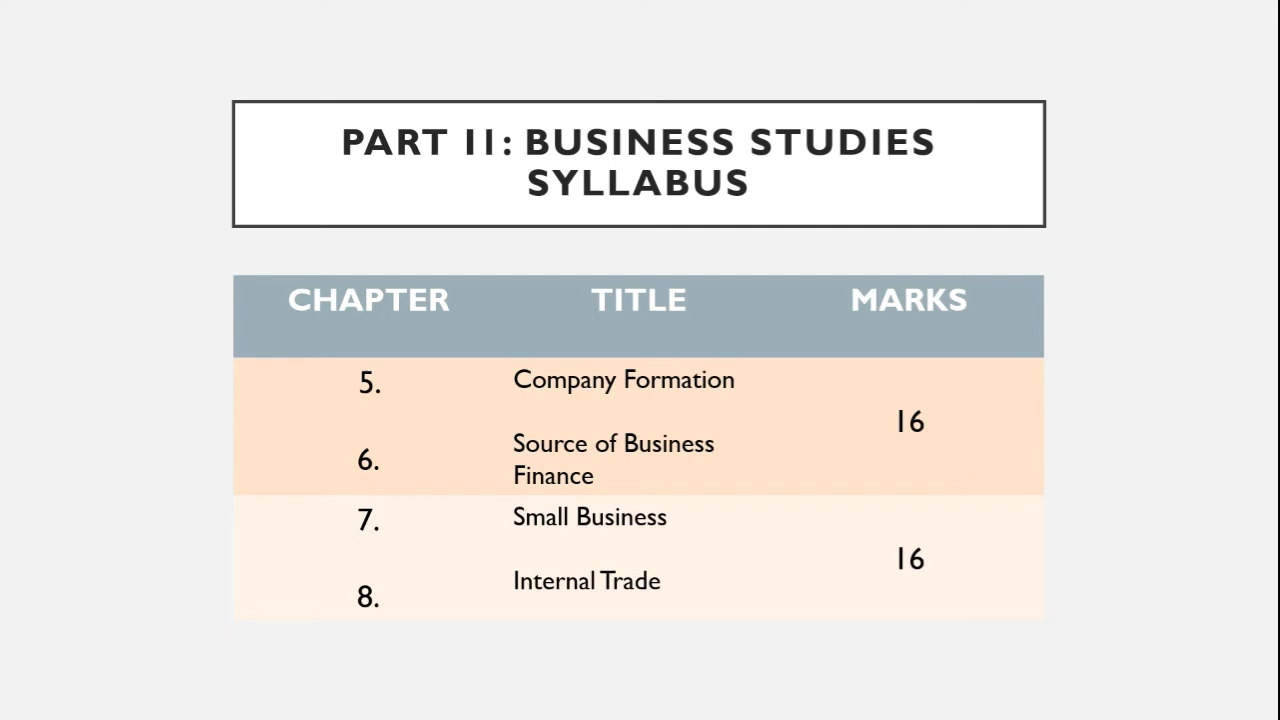 PART II: BUSINESS STUDIES
SYLLABUS
CHAPTER TITLE MARKS
5. Company Formation
16
6. Source of Business
Finance
7. Small Business
16
8. Internal Trade